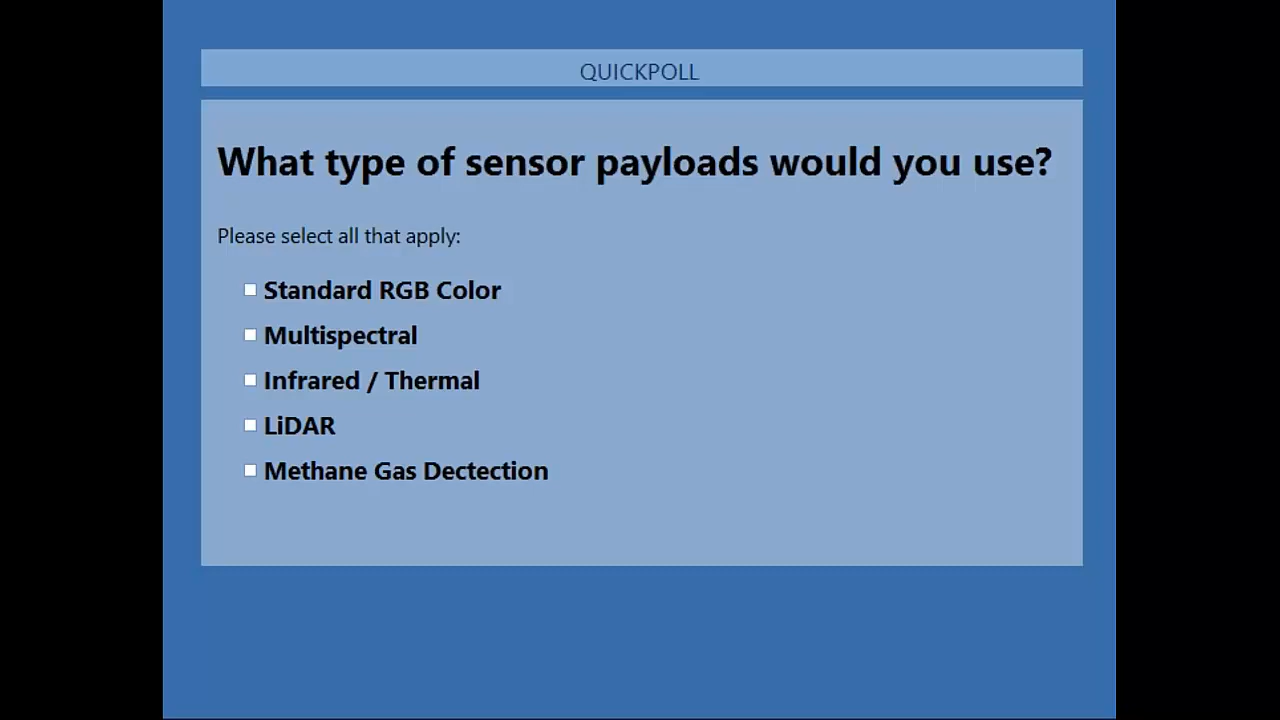 QUICKPOLL
What type of sensor payloads would you use?
Please select all that apply:
Standard RGB Color
Multispectral
Infrared / Thermal
LiDAR
Methane Gas Dectection